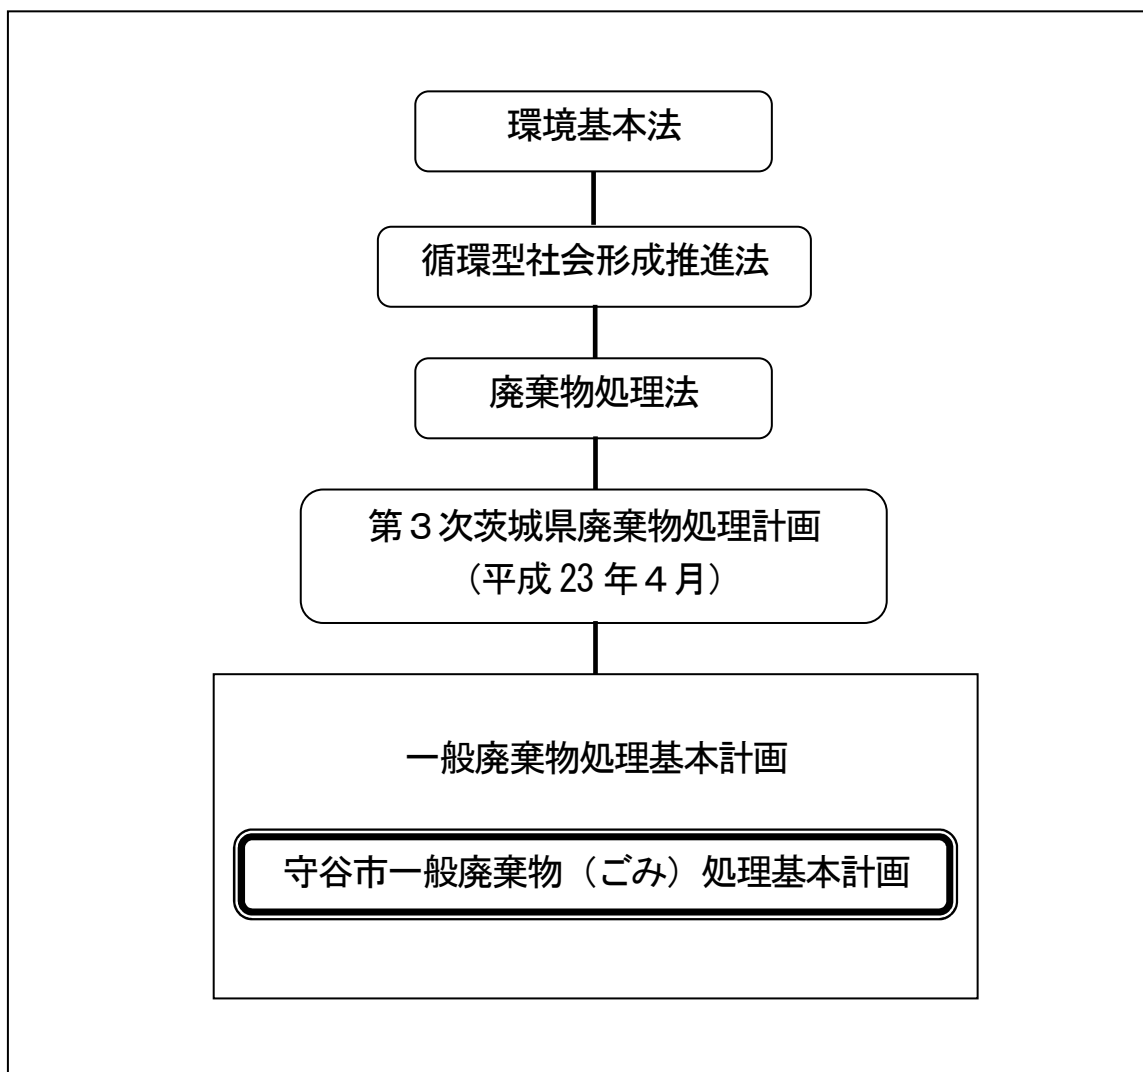 環境基本法
循環型社会形成推進法
廃棄物処理法
第３次茨城県廃棄物処理計画
（平成 23 年４月）
一般廃棄物処理基本計画
守谷市一般廃棄物（ごみ）処理基本計画